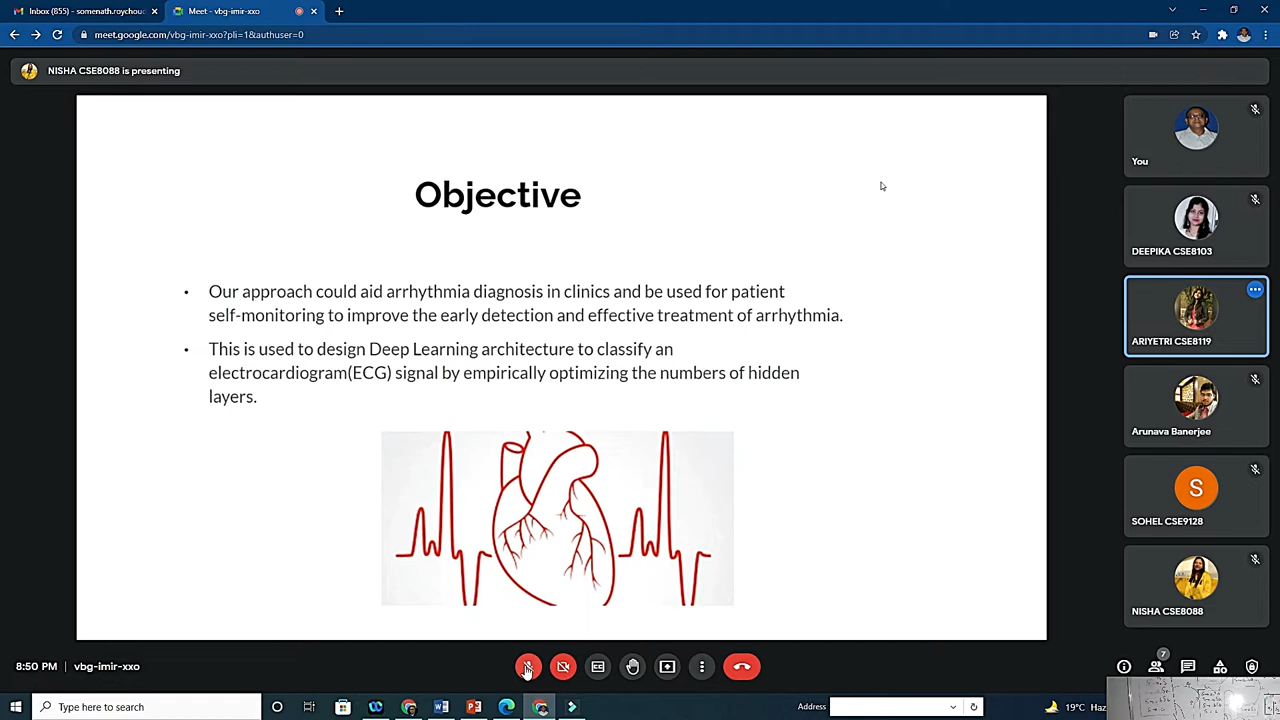 Inbox (855) - somenath.roychou
Meet - vbg-imir-xxo
meet.google.com/vbg-imir-xxo?pli=1&authuser=0
NISHA CSE8088 is presenting
Objective
• Our approach could aid arrhythmia diagnosis in clinics and be used for patient
self-monitoring to improve the early detection and effective treatment of arrhythmia.
• This is used to design Deep Learning architecture to classify an
electrocardiogram(ECG) signal by empirically optimizing the numbers of hidden
layers.
You
DEEPIKA CSE8103
ARIYETRI CSE8119
Arunava Banerjee
S
SOHEL CSE9128
NISHA CSE8088
8:50 PM | vbg-imir-xxo
7
Type here to search
Address
19°C Haz